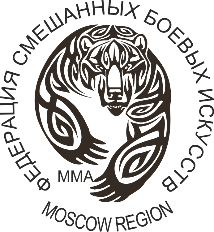 ФЕДЕРАЦИЯ СМЕШАННЫХ БОЕВЫХ ИСКУССТВ
MMA
MOSCOW REGION